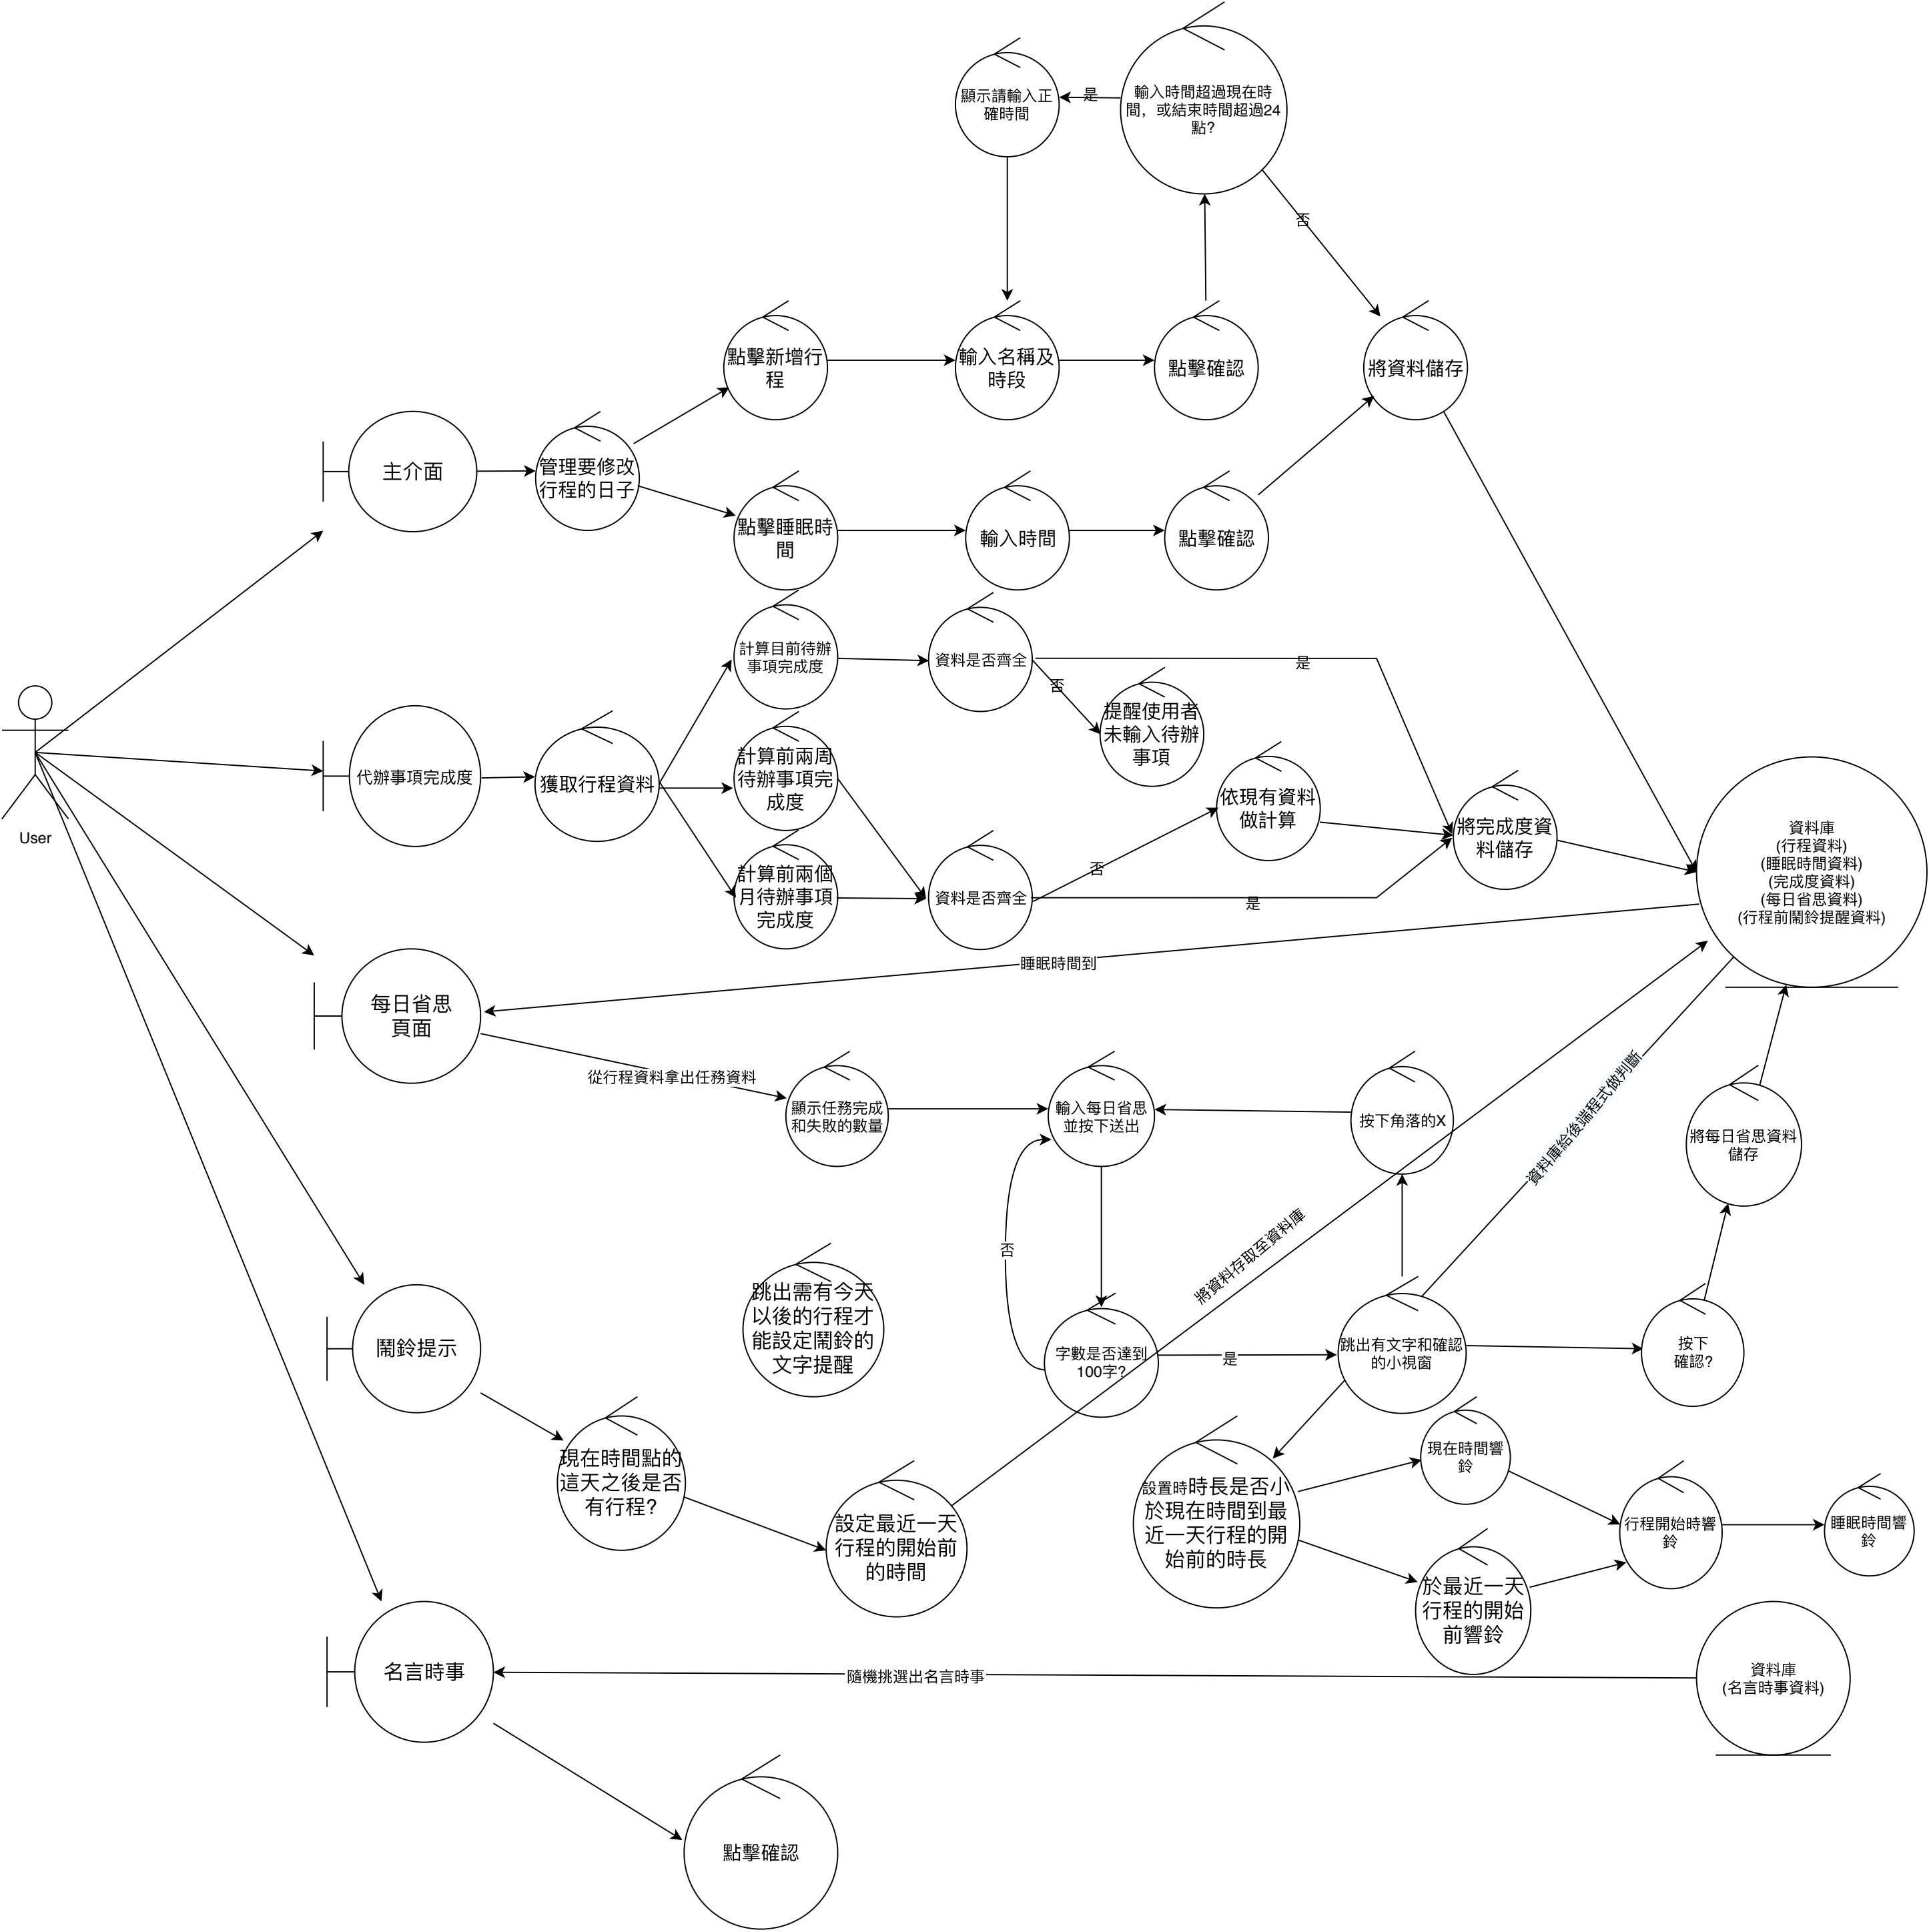 顯示請輸入正
確時間
是
輸入時間超過現在時
間，或結束時間超過24
點?
否
點擊新增行
程
輸入名稱及
時段
點擊確認
將資料儲存
主介面
管理要修改
行程的日子
點擊睡眠時
間
輸入時間
點擊確認
計算目前待辦
事項完成度
資料是否齊全
是
否
提醒使用者
未輸入待辦
事項
User
代辦事項完成度
獲取行程資料
計算前兩周
待辦事項完
成度
依現有資料
做計算
將完成度資
料儲存
計算前兩個
月待辦事項
完成度
資料是否齊全
否
是
資料庫
(行程資料)
(睡眠時間資料)
(完成度資料)
(每日省思資料)
(行程前鬧鈴提醒資料)
睡眠時間到
每日省思
頁面
從行程資料拿出任務資料
顯示任務完成
和失敗的數量
輸入每日省思
並按下送出
按下角落的X
資料庫給後端程式做判斷
將每日省思資料
儲存
否
將資料存取至資料庫
跳出需有今天
以後的行程才
能設定鬧鈴的
文字提醒
字數是否達到
100字?
是
跳出有文字和確認
的小視窗
按下
確認?
鬧鈴提示
現在時間點的
這天之後是否
有行程?
設定最近一天
行程的開始前
的時間
設置時時長是否小
於現在時間到最
近一天行程的開
始前的時長
現在時間響
鈴
行程開始時響
鈴
睡眠時間響
鈴
於最近一天
行程的開始
前響鈴
名言時事
隨機挑選出名言時事
資料庫
(名言時事資料)
點擊確認